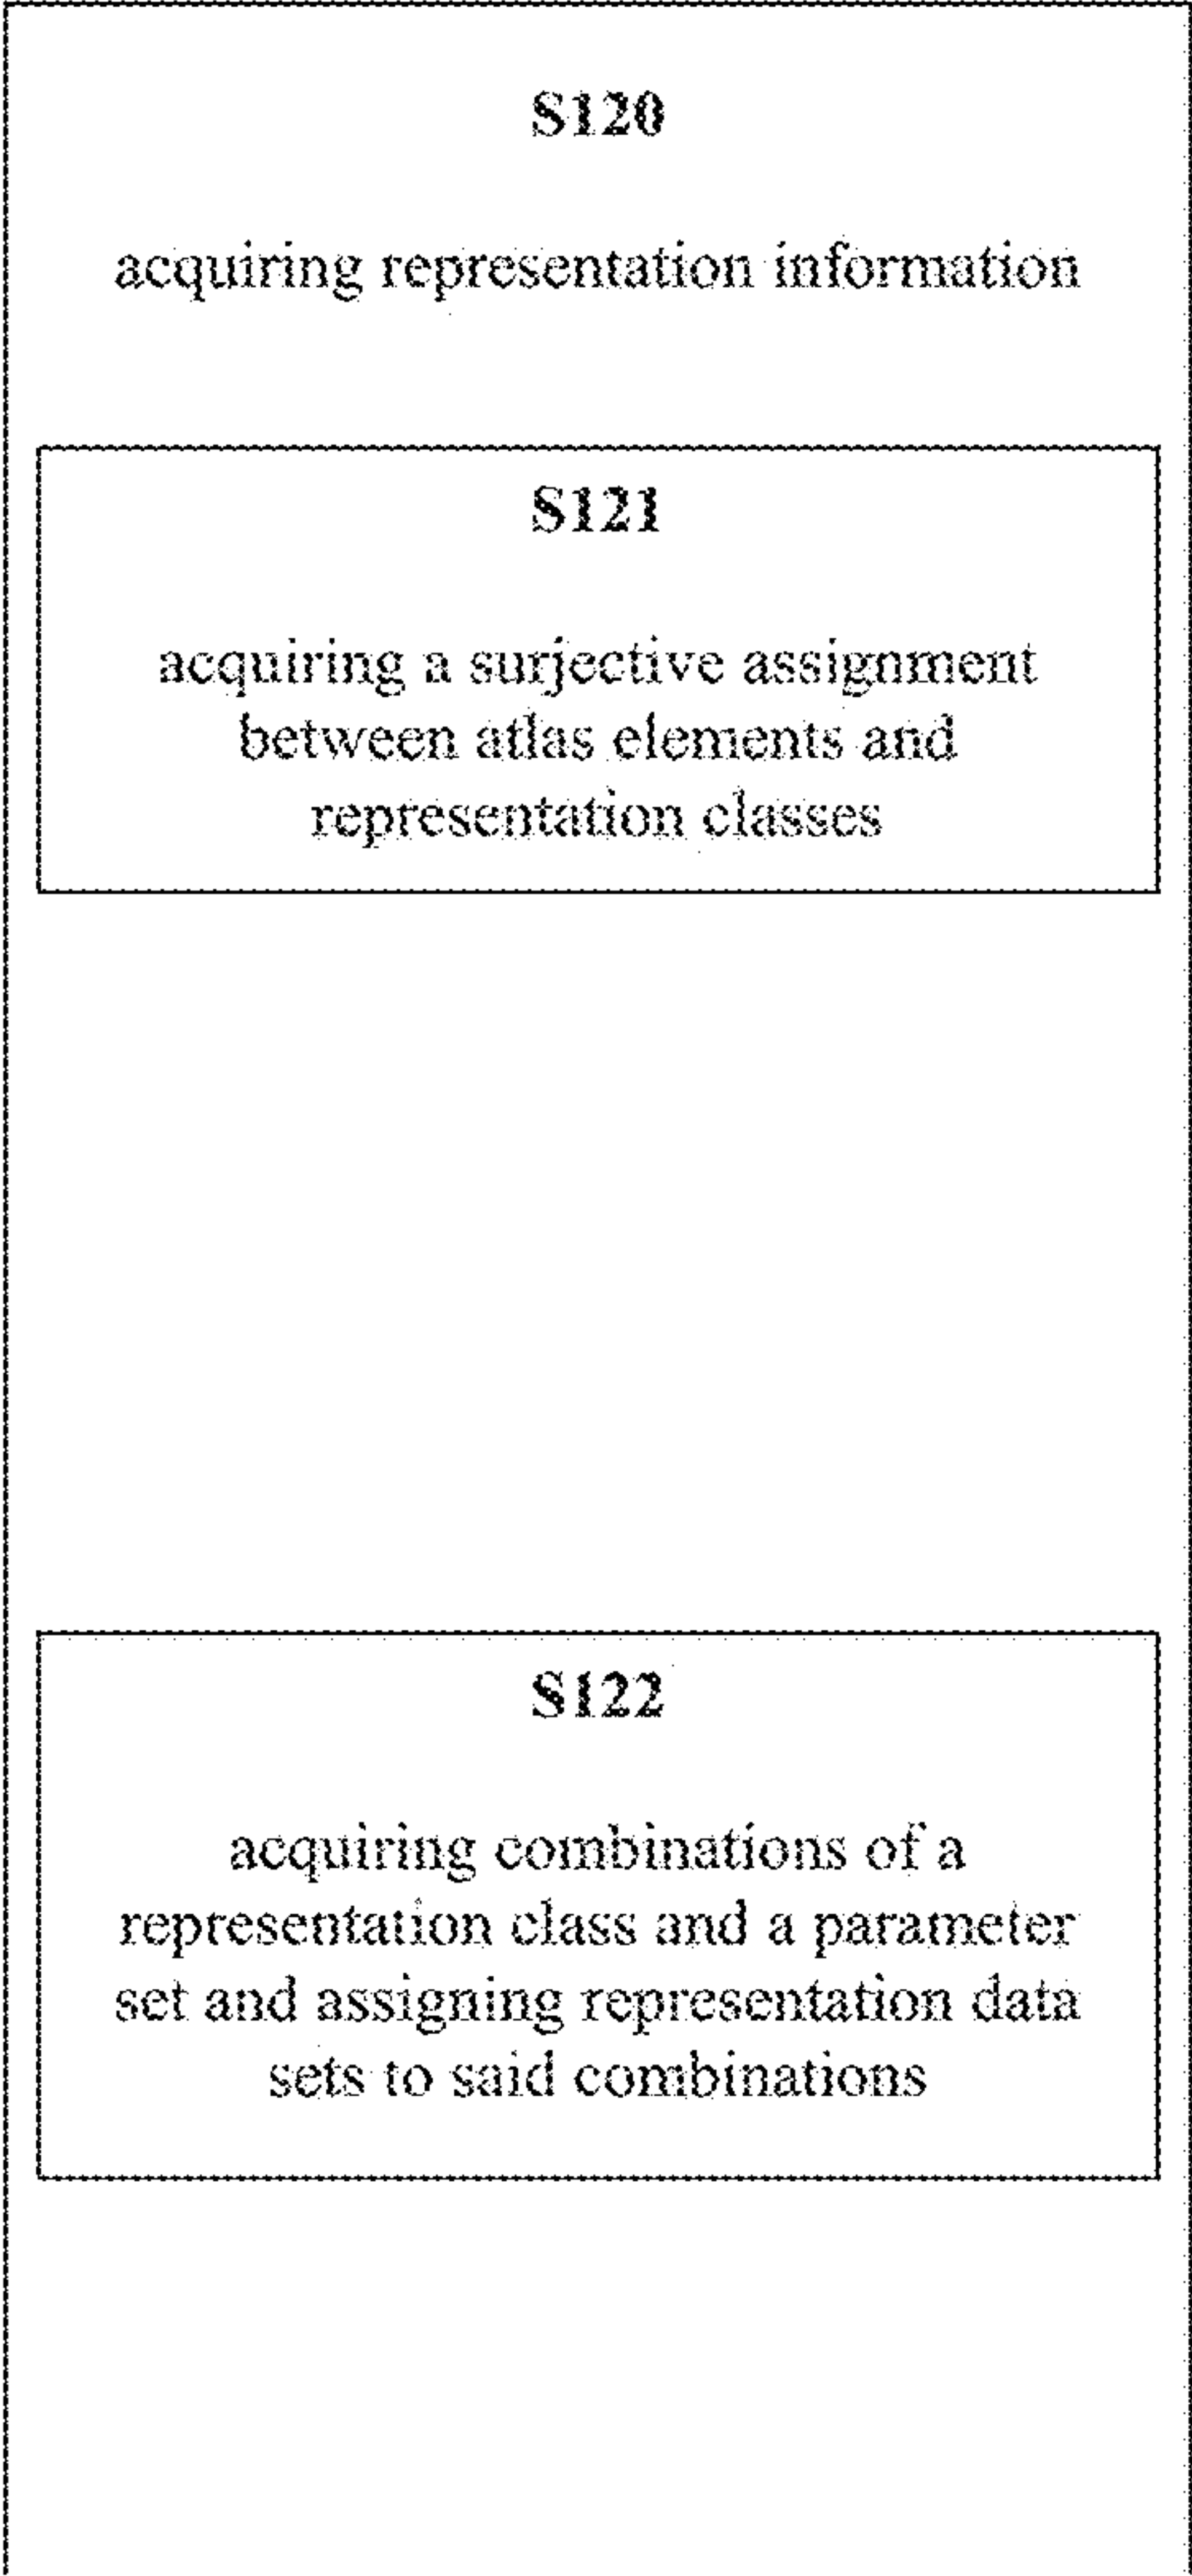 S120
acquiring representation information
S121
acquiring a surjective assignment
between atlas elements and
representation classes
S122
acquiring combinations of a
representation class and a parameter
set and assigning representation data
sets to said combinations